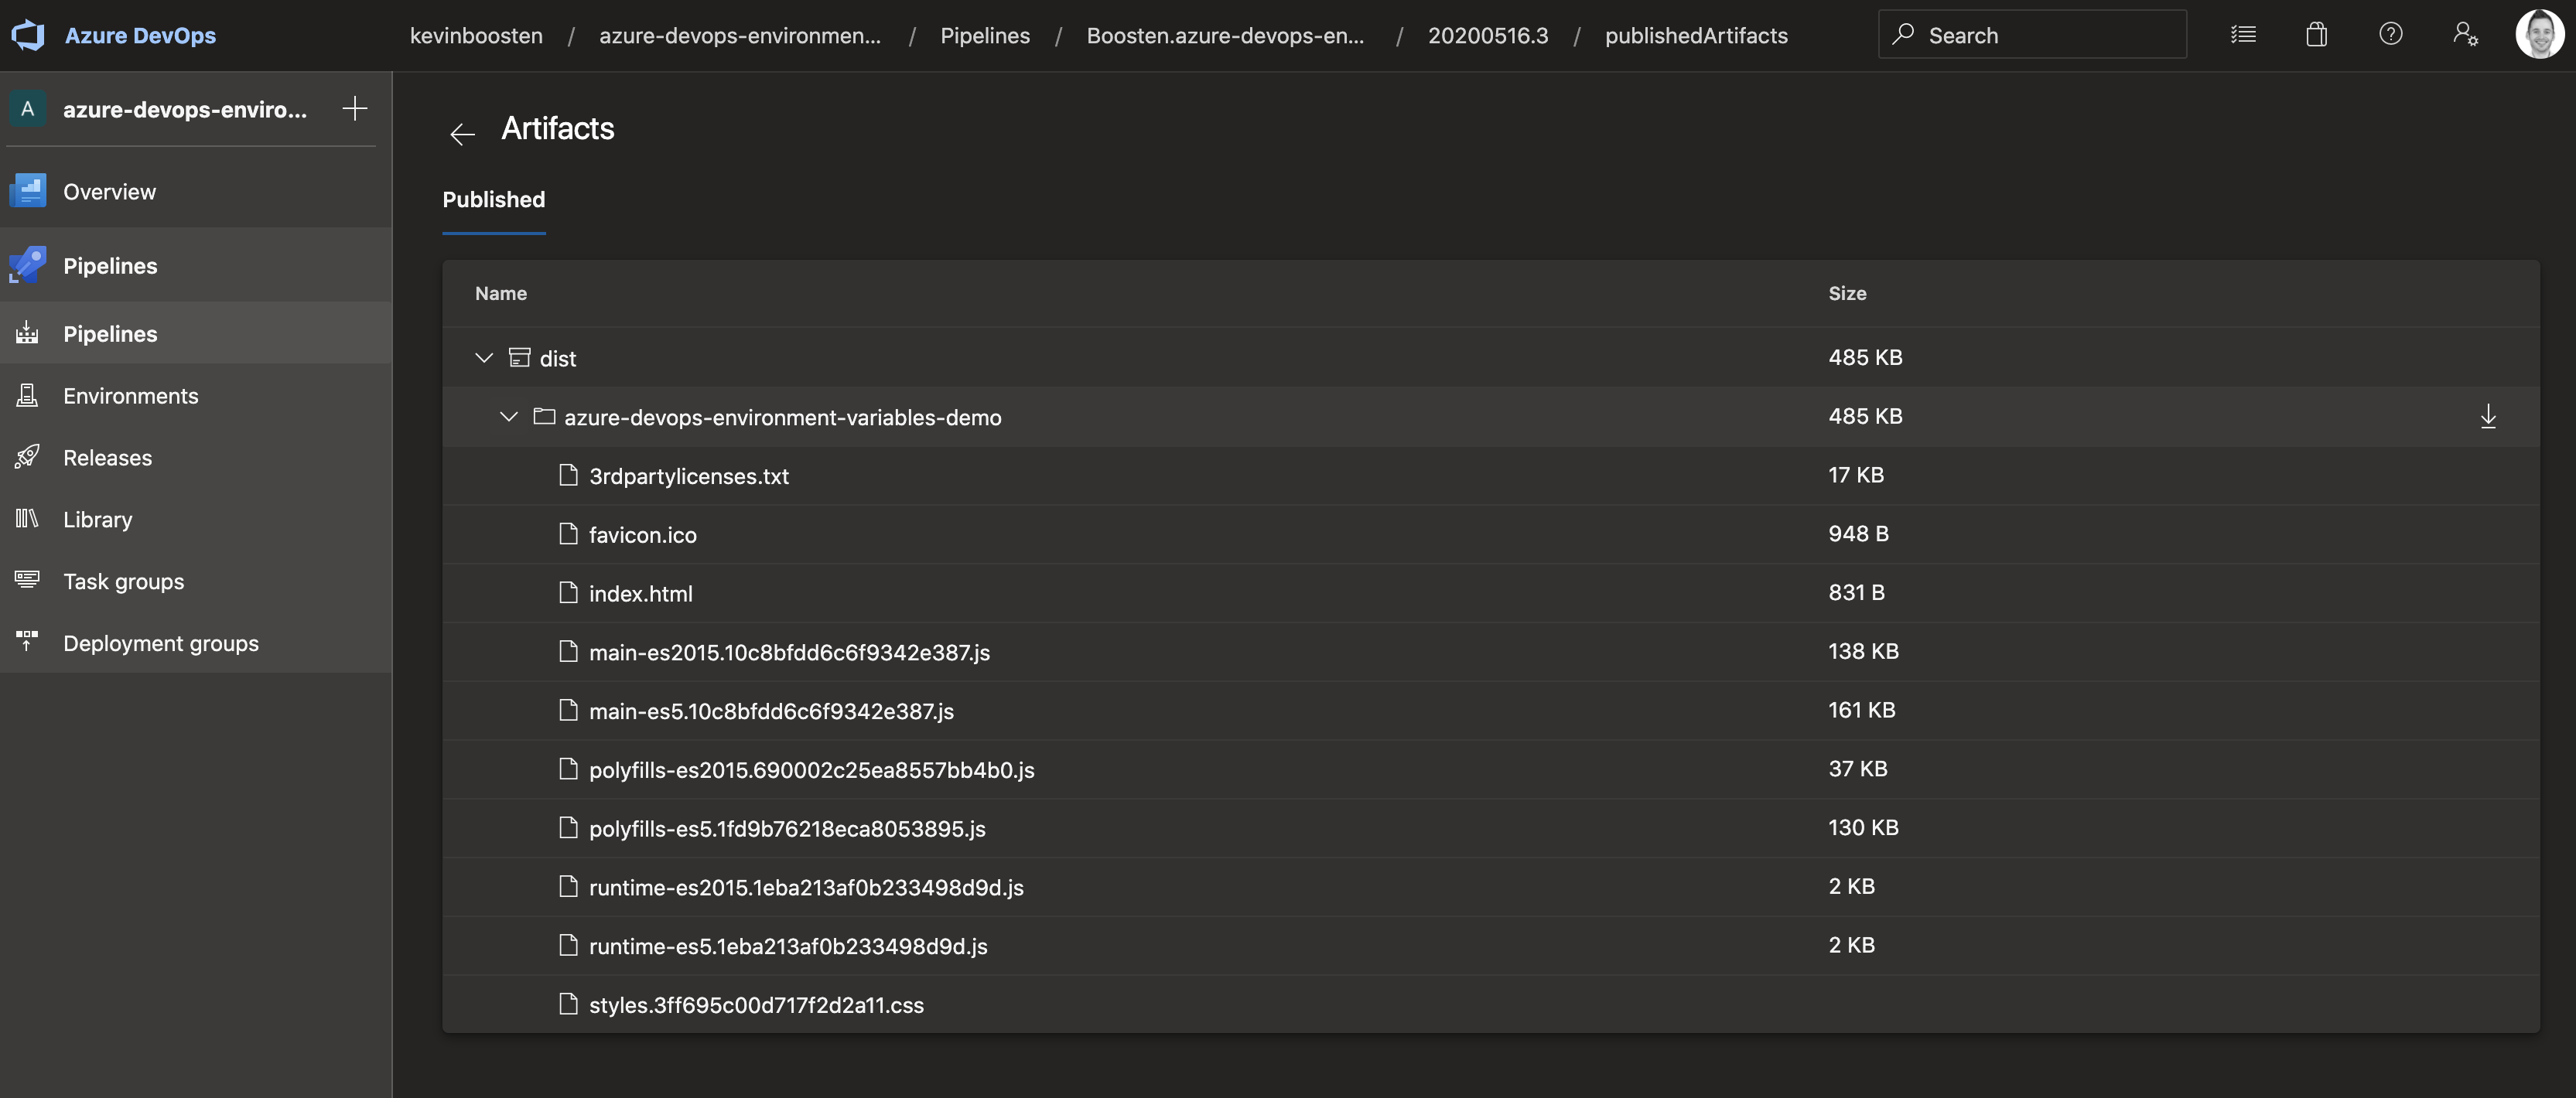 Azure DevOps
kevinboosten / azure-devops-environmen... / Pipelines / Boosten.azure-devops-en... / 20200516.3 / publishedArtifacts
Search
A azure-devops-enviro...
Overview
Pipelines
Pipelines
Environments
Releases
Library
Task groups
Deployment groups
Artifacts
Published
Name Size
dist 485 KB
azure-devops-environment-variables-demo 485 KB
3rdpartylicenses.txt 17 KB
favicon.ico 948 B
index.html 831 B
main-es2015.10c8bfdd6c6f9342e387.js 138 KB
main-es5.10c8bfdd6c6f9342e387.js 161 KB
polyfills-es2015.690002c25ea8557bb4b0.js 37 KB
polyfills-es5.1fd9b76218eca8053895.js 130 KB
runtime-es2015.1eba213af0b233498d9d.js 2 KB
runtime-es5.1eba213af0b233498d9d.js 2 KB
styles.3ff695c00d717f2d2a11.css